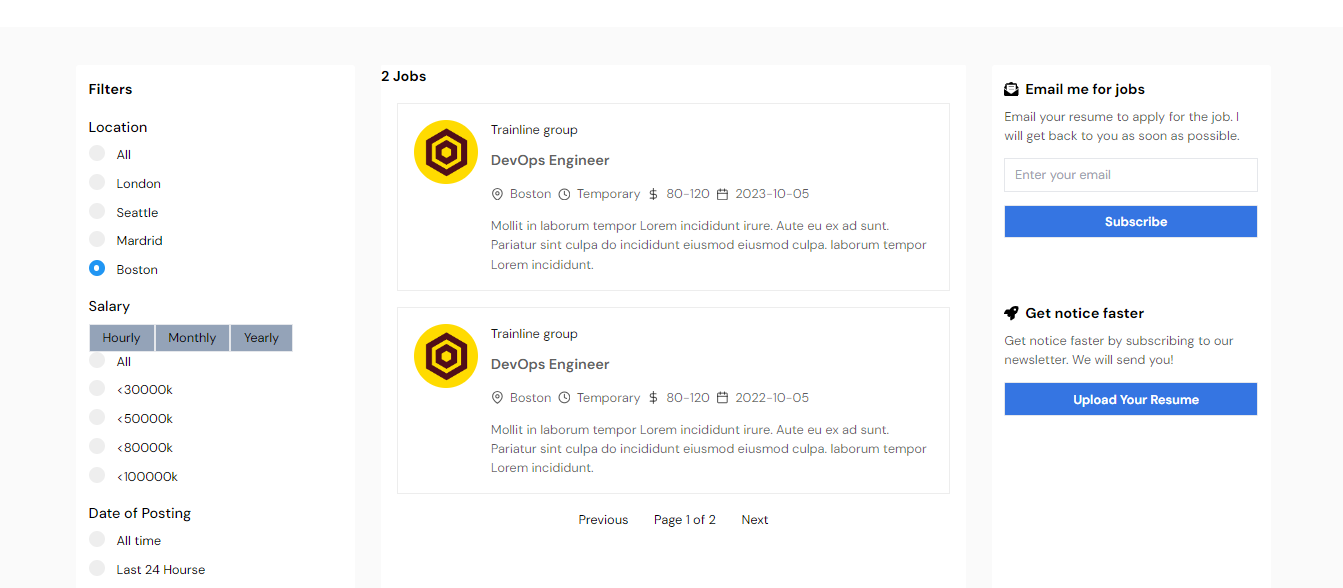 Filters
Location
All
London
Seattle
Mardrid
Boston
Salary
Hourly Monthly Yearly
All
<30000k
<50000k
<80000k
<100000k
Date of Posting
All time
Last 24 Hourse
2 Jobs
Trainline group
DevOps Engineer
Boston Temporary 80-120 2023-10-05
Mollit in laborum tempor Lorem incididunt irure. Aute eu ex ad sunt.
Pariatur sint culpa do incididunt eiusmod eiusmod culpa. laborum tempor
Lorem incididunt.
Trainline group
DevOps Engineer
Boston Temporary 80-120 2022-10-05
Mollit in laborum tempor Lorem incididunt irure. Aute eu ex ad sunt.
Pariatur sint culpa do incididunt eiusmod eiusmod culpa. laborum tempor
Lorem incididunt.
Previous Page 1 of 2 Next
Email me for jobs
Email your resume to apply for the job. I
will get back to you as soon as possible.
Enter your email
Subscribe
Get notice faster
Get notice faster by subscribing to our
newsletter. We will send you!
Upload Your Resume